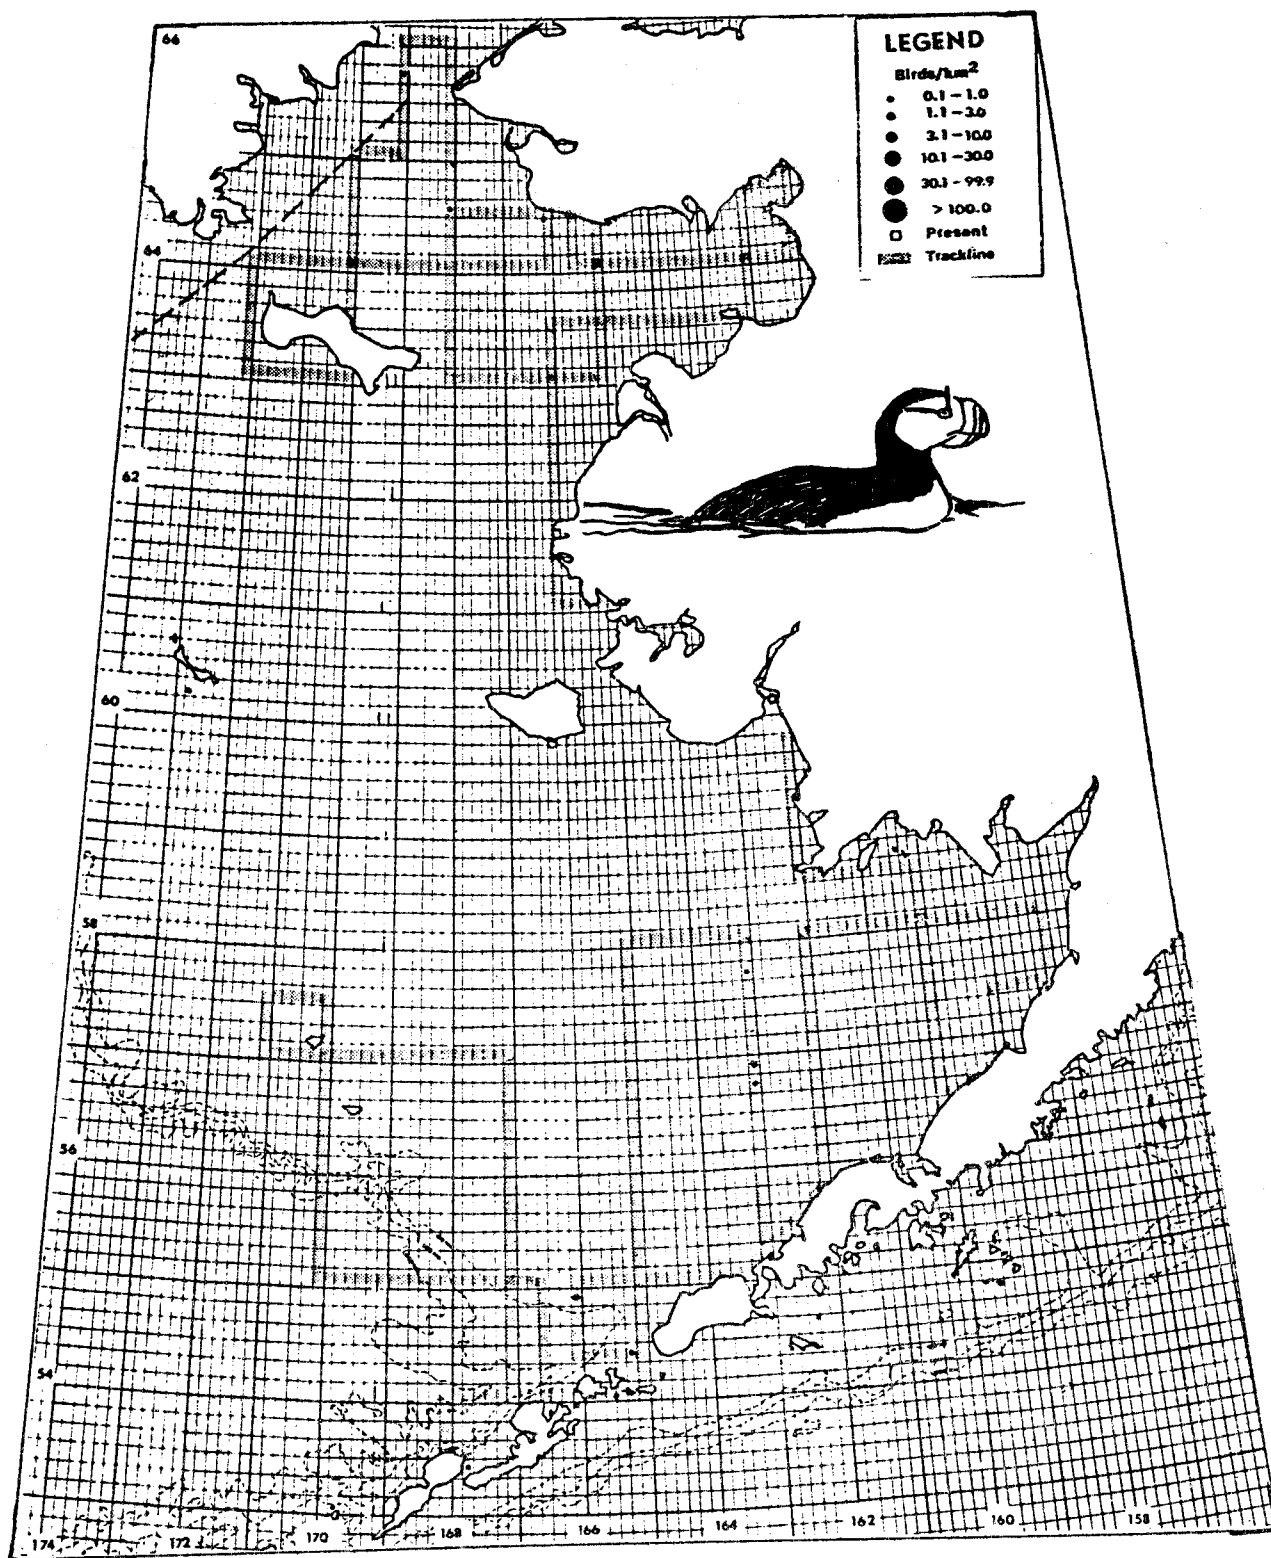 66
LEGEND
Birds/km²
0.1 - 1.0
1.1 - 3.0
3.1 - 10.0
10.1 - 30.0
30.1 - 99.9
> 100.0
Present
Trackline
64
62
60
58
56
54
174 172 170 168 166 164 162 160 158